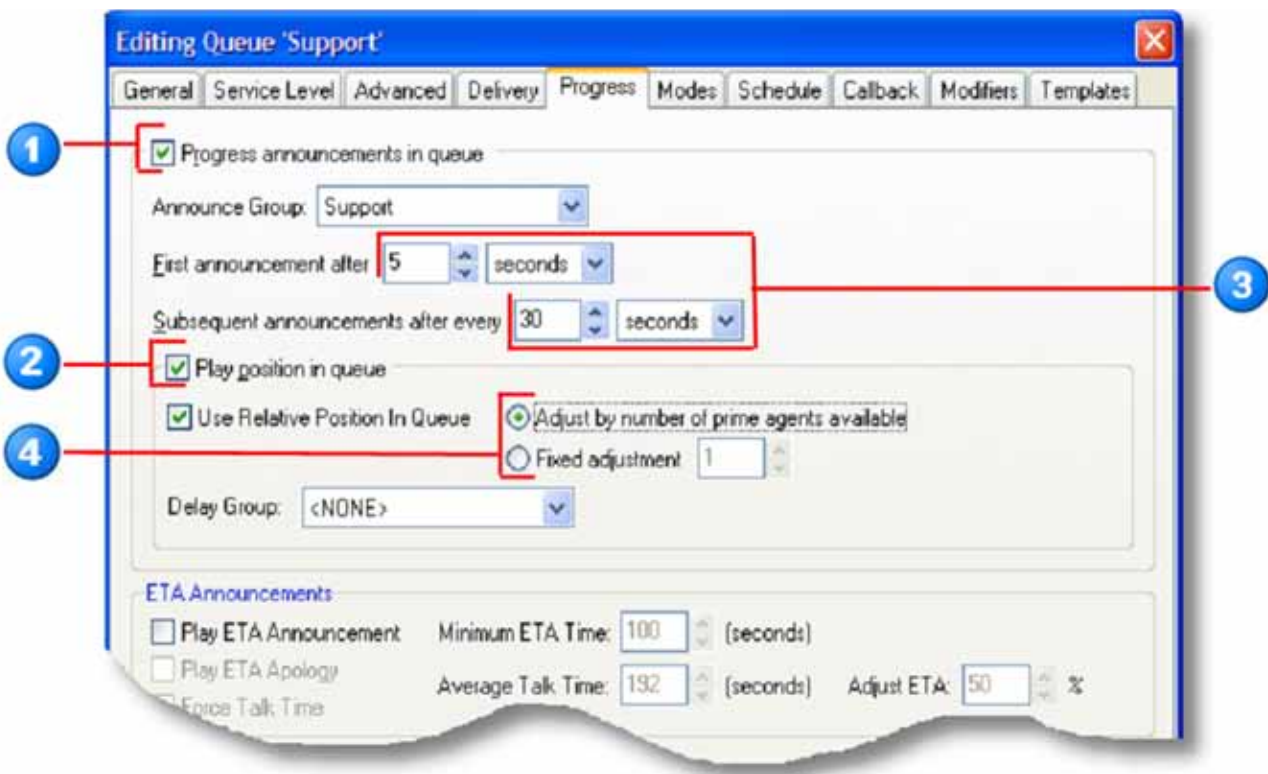 Editing Queue 'Support'
General Service Level Advanced Delivery Progress Modes Schedule Callback Modifiers Templates
1
Progress announcements in queue
Announce Group: Support
First announcement after 5 seconds
3
Subsequent announcements after every 30 seconds
2
Play position in queue
Use Relative Position In Queue Adjust by number of prime agents available
4
Fixed adjustment 1
Delay Group: <NONE>
ETA Announcements
Play ETA Announcement Minimum ETA Time: 100 (seconds)
Play ETA Apology
Average Talk Time: 192 (seconds) Adjust ETA: 50 %
Force Talk Time